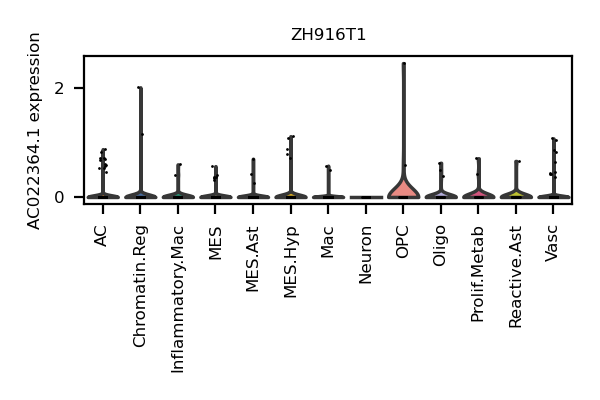 ZH916T1
AC022364.1 expression
2
0
AC
Chromatin.Reg
Inflammatory.Mac
MES
MES.Ast
MES.Hyp
Mac
Neuron
OPC
Oligo
Prolif.Metab
Reactive.Ast
Vasc